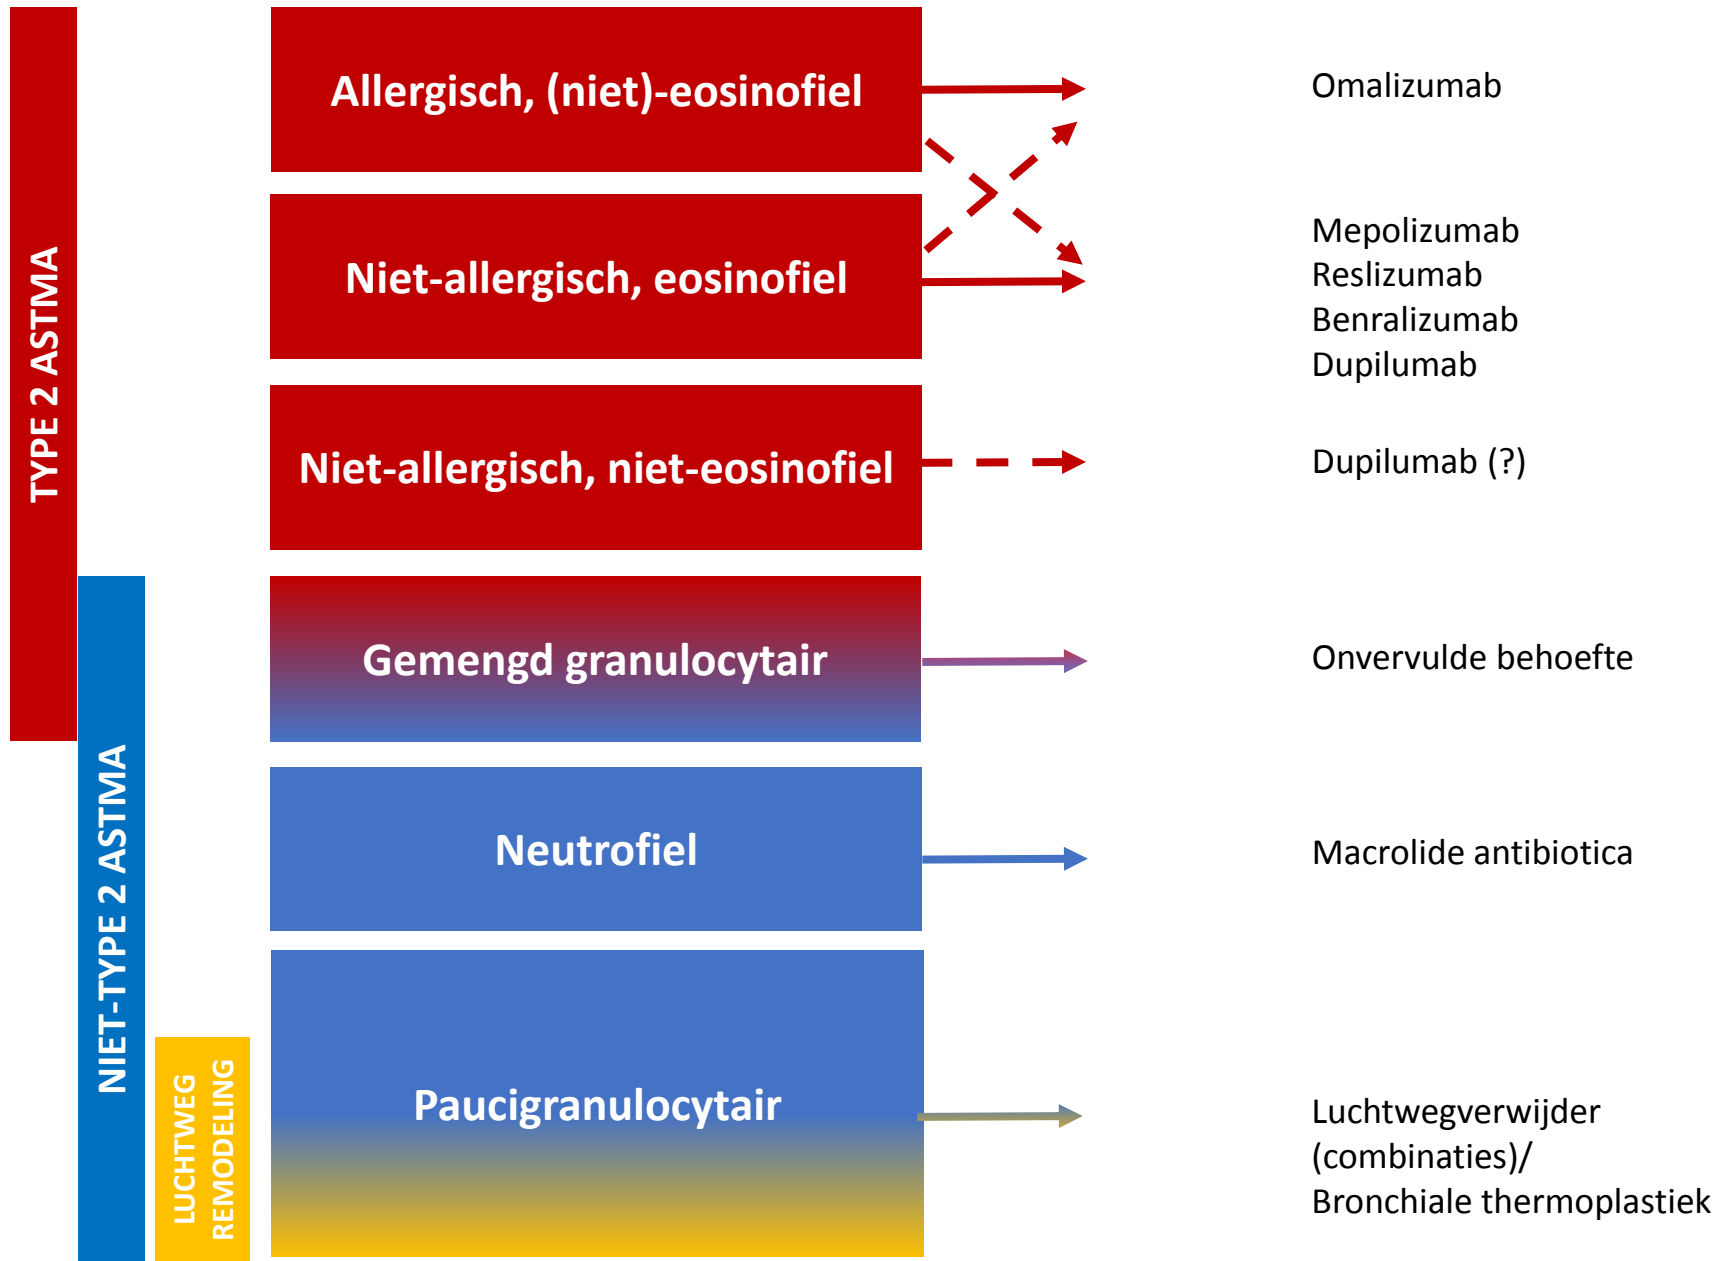 TYPE 2 ASTMA
NIET-TYPE 2 ASTMA
LUCHTWEG
REMODELING
Allergisch, (niet)-eosinofiel
Omalizumab
Niet-allergisch, eosinofiel
Mepolizumab
Reslizumab
Benralizumab
Dupilumab
Niet-allergisch, niet-eosinofiel
Dupilumab (?)
Gemengd granulocytair
Onvervulde behoefte
Neutrofiel
Macrolide antibiotica
Paucigranulocytair
Luchtwegverwijder
(combinaties)/
Bronchiale thermoplastiek